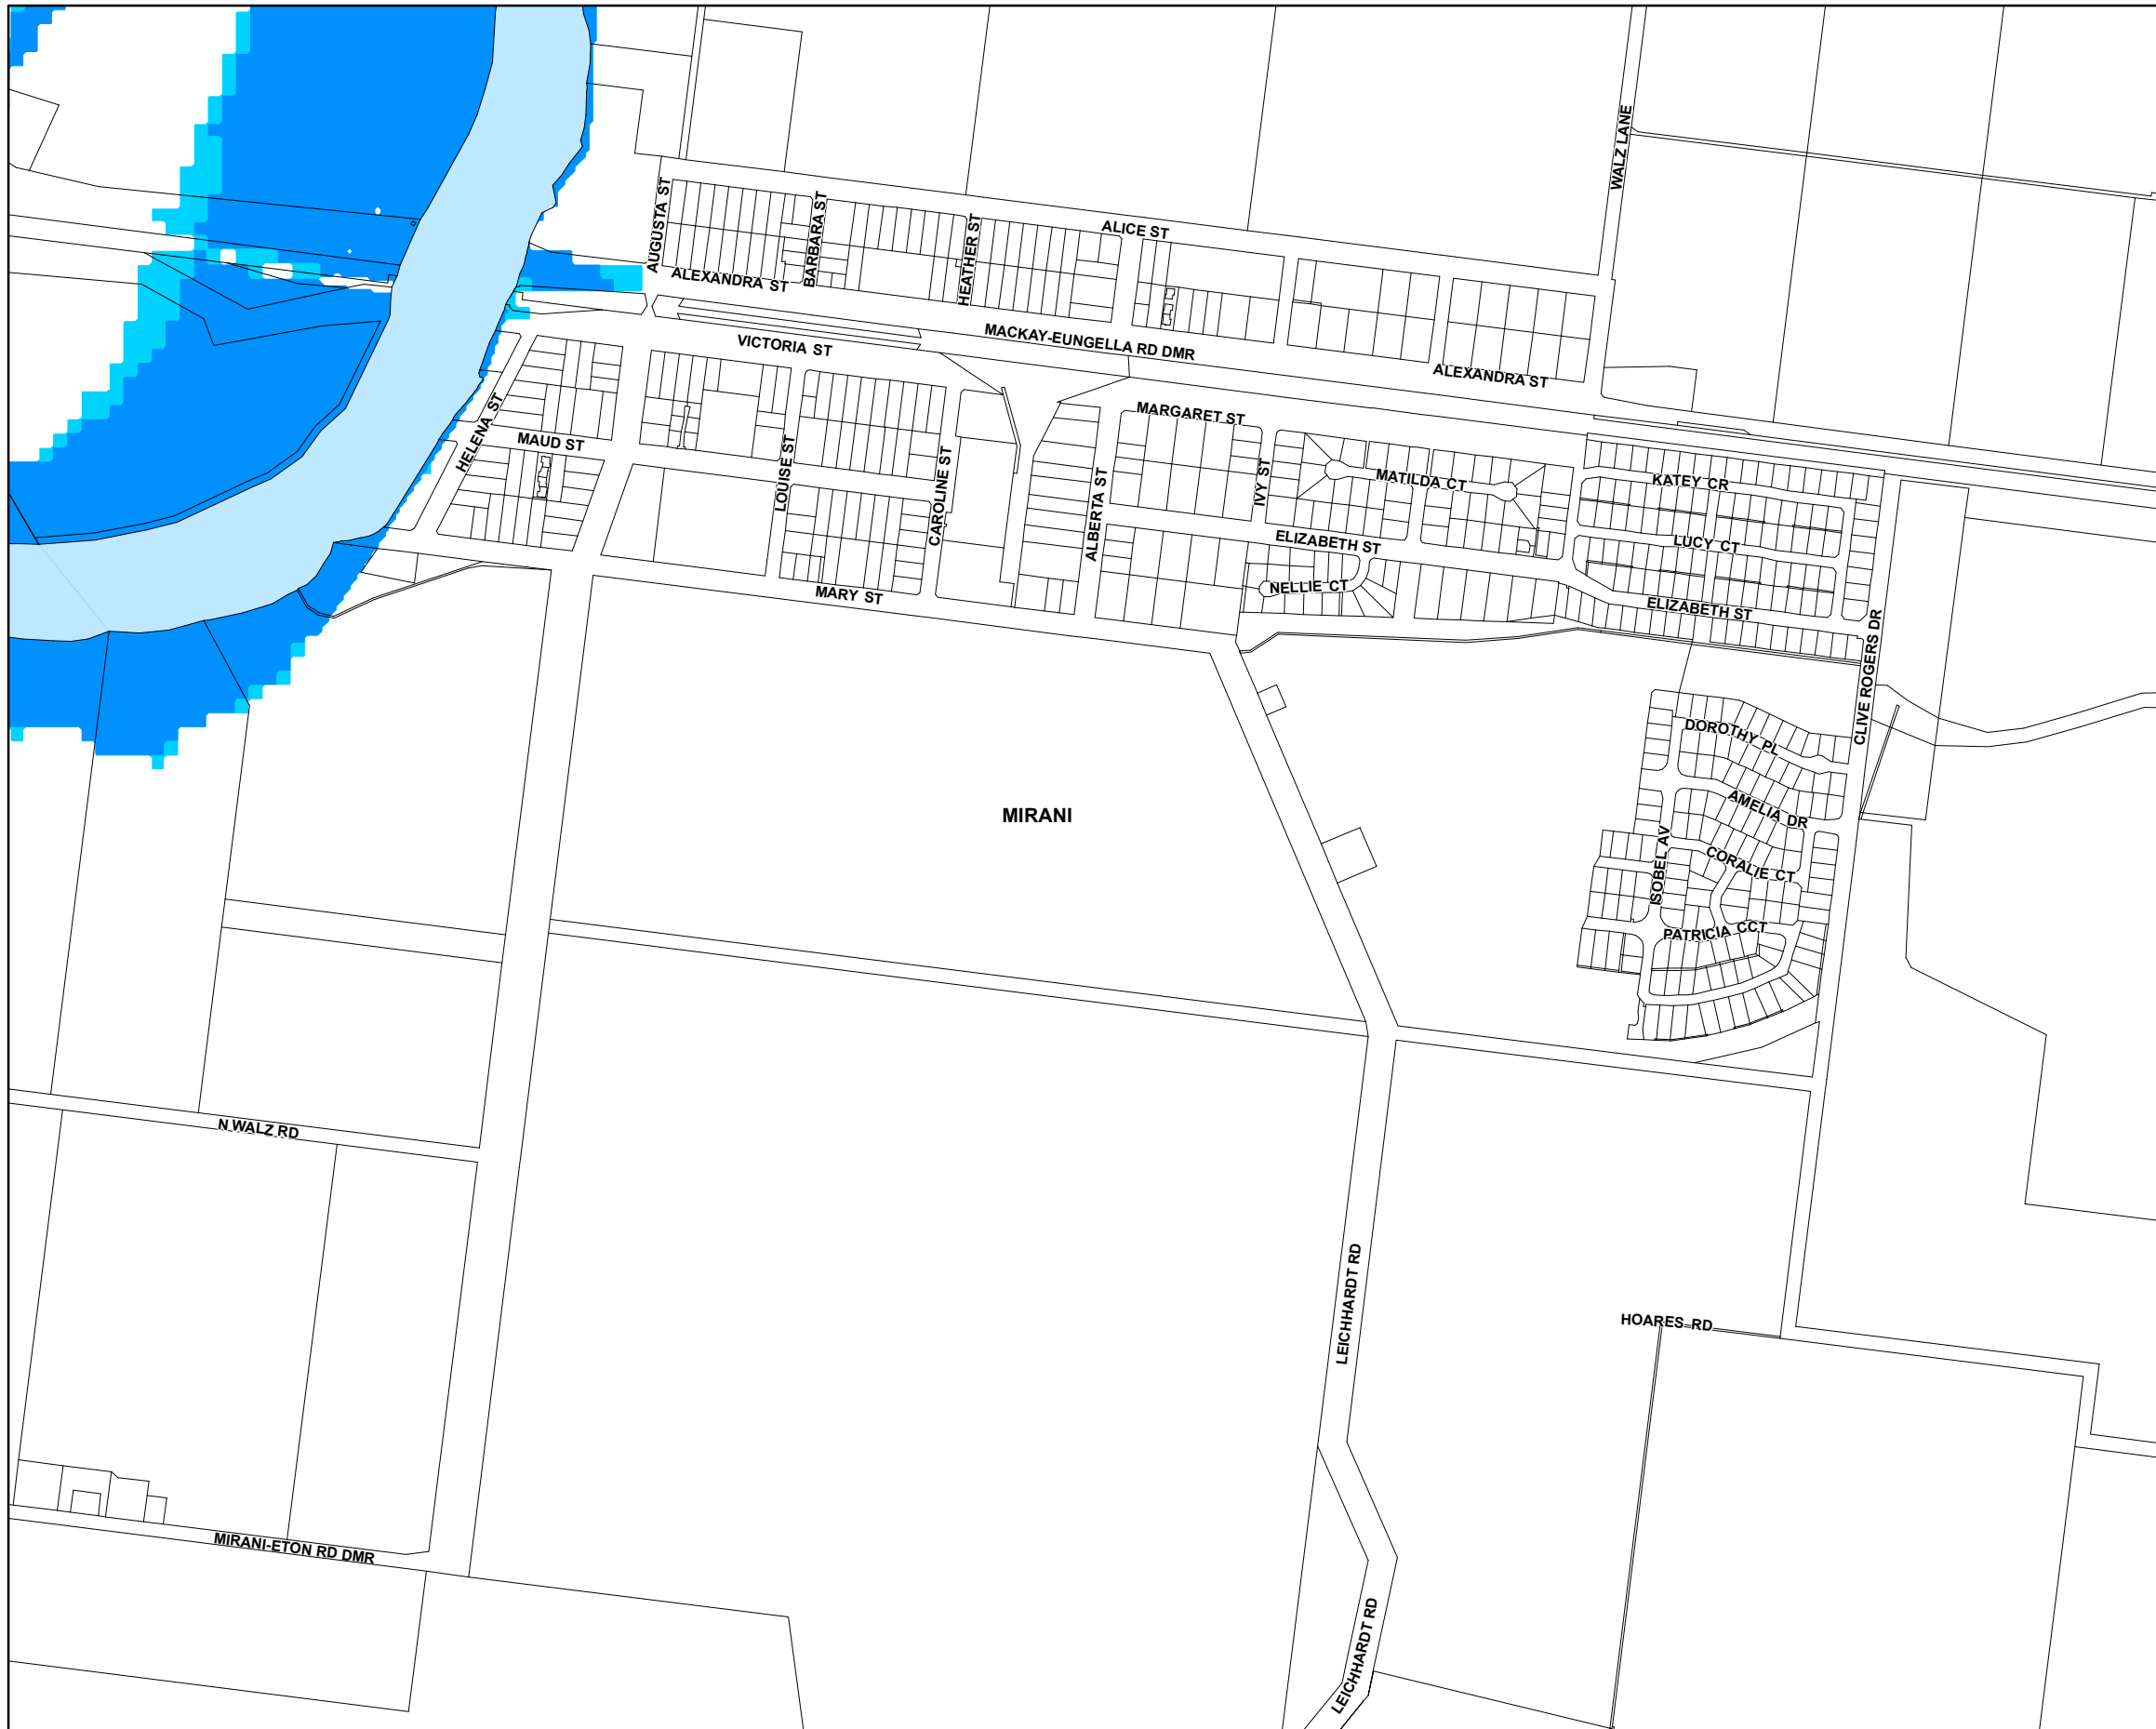 WALZ LANE
AUGUSTA ST
BARBARA ST
HEATHER ST
ALICE ST
ALEXANDRA ST
MACKAY-EUNGELLA RD DMR
VICTORIA ST
ALEXANDRA ST
HELENA ST
MAUD ST
LOUISE ST
CAROLINE ST
MARGARET ST
ALBERTA ST
IVY ST
MATILDA CT
KATEY CR
ELIZABETH ST
LUCY CT
NELLIE CT
MARY ST
ELIZABETH ST
CLIVE ROGERS DR
DOROTHY PL
MIRANI
AMELIA DR
ISOBEL AV
CORALIE CT
PATRICIA CCT
N WALZ RD
LEICHHARDT RD
HOARES RD
MIRANI-ETON RD DMR
LEICHHARDT RD